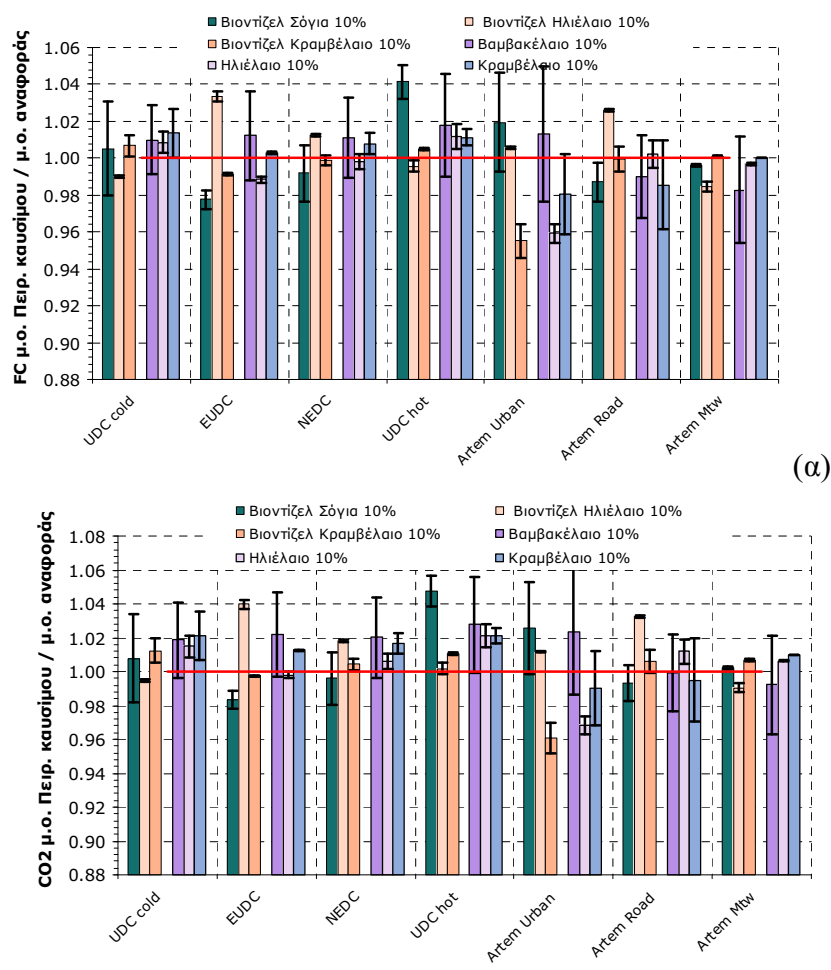 Βιοντίζελ Σόγια 10% Βιοντίζελ Ηλιέλαιο 10%
Βιοντίζελ Κραμβέλαιο 10% Βαμβακέλαιο 10%
Ηλιέλαιο 10% Κραμβέλαιο 10%
FC μ.ο. Πειρ. καυσίμου / μ.ο. αναφοράς
1.06
1.04
1.02
1.00
0.98
0.96
0.94
0.92
0.90
0.88
UDC cold
EUDC
NEDC
UDC hot
Artem Urban
Artem Road
Artem Mtw
(α)
Βιοντίζελ Σόγια 10% Βιοντίζελ Ηλιέλαιο 10%
Βιοντίζελ Κραμβέλαιο 10% Βαμβακέλαιο 10%
Ηλιέλαιο 10% Κραμβέλαιο 10%
CO2 μ.ο. Πειρ. καυσίμου / μ.ο. αναφοράς
1.08
1.06
1.04
1.02
1.00
0.98
0.96
0.94
0.92
0.90
0.88
UDC cold
EUDC
NEDC
UDC hot
Artem Urban
Artem Road
Artem Mtw